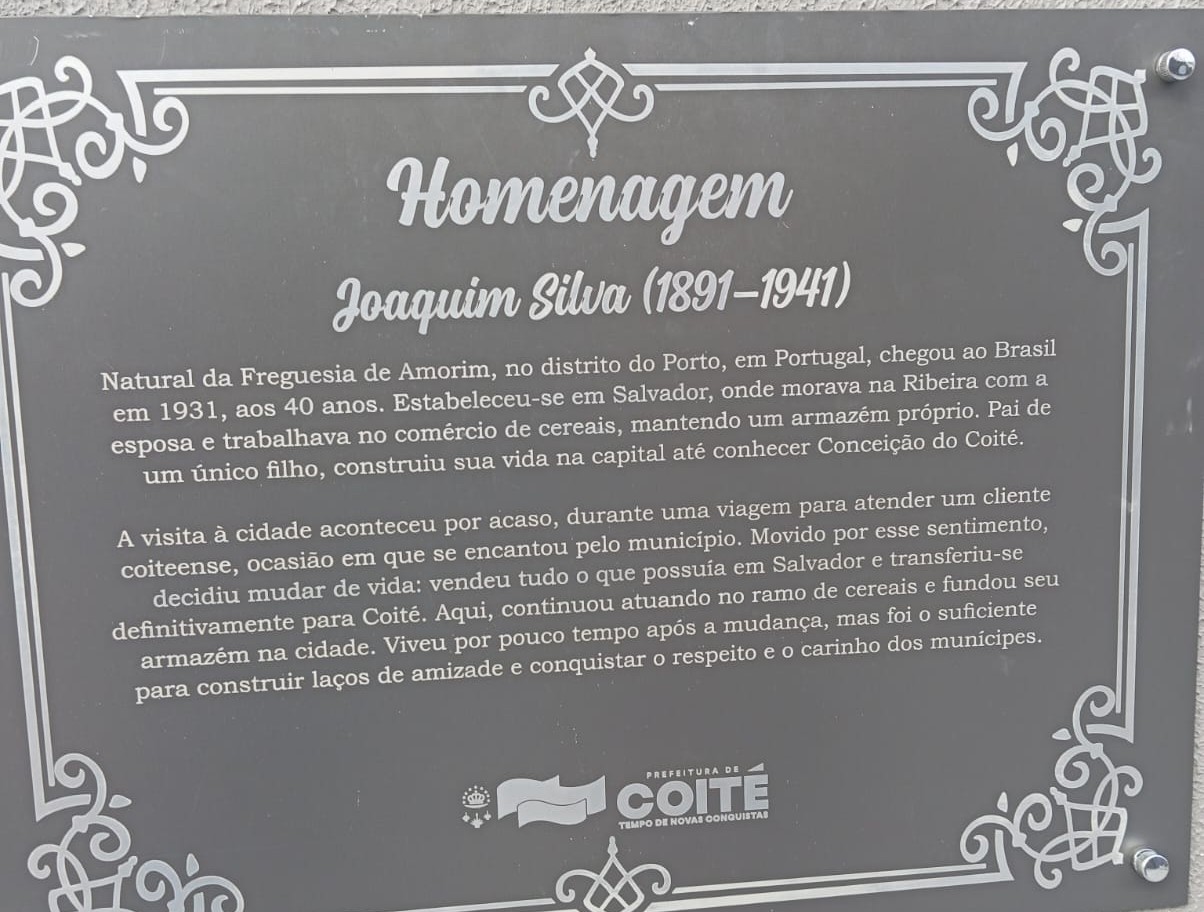 Homenagem
Joaquim Silva (1891–1941)
Natural da Freguesia de Amorim, no distrito do Porto, em Portugal, chegou ao Brasil
em 1931, aos 40 anos. Estabeleceu-se em Salvador, onde morava na Ribeira com a
esposa e trabalhava no comércio de cereais, mantendo um armazém próprio. Pai de
um único filho, construiu sua vida na capital até conhecer Conceição do Coité.
A visita à cidade aconteceu por acaso, durante uma viagem para atender um cliente
coiteense, ocasião em que se encantou pelo município. Movido por esse sentimento,
decidiu mudar de vida: vendeu tudo o que possuía em Salvador e transferiu-se
definitivamente para Coité. Aqui, continuou atuando no ramo de cereais e fundou seu
armazém na cidade. Viveu por pouco tempo após a mudança, mas foi o suficiente
para construir laços de amizade e conquistar o respeito e o carinho dos munícipes.
PREFEITURA DE
COITÉ
TEMPO DE NOVAS CONQUISTAS